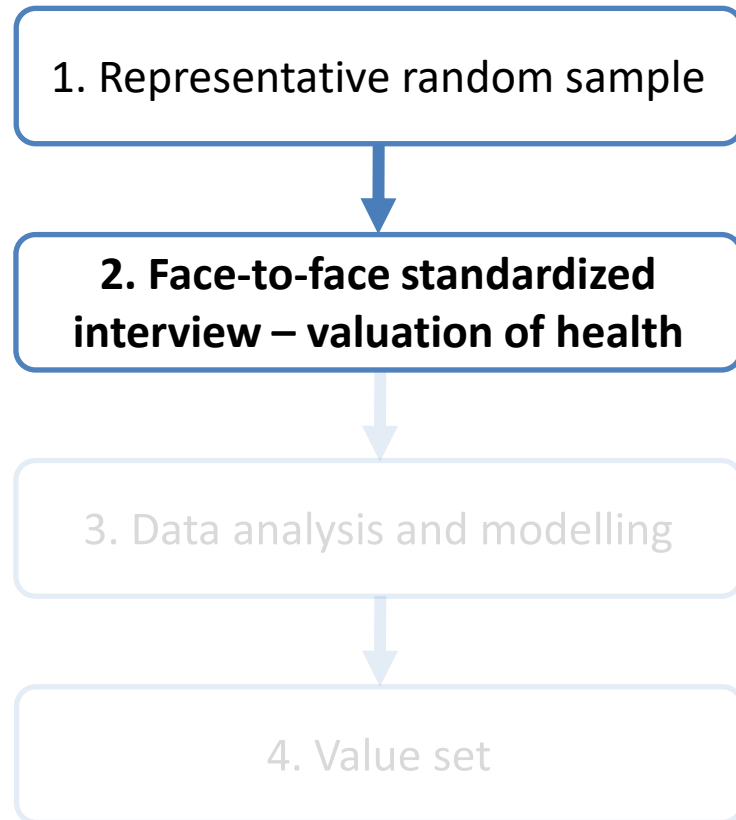 1. Representative random sample
2. Face-to-face standardized
interview – valuation of health
3. Data analysis and modelling
4. Value set